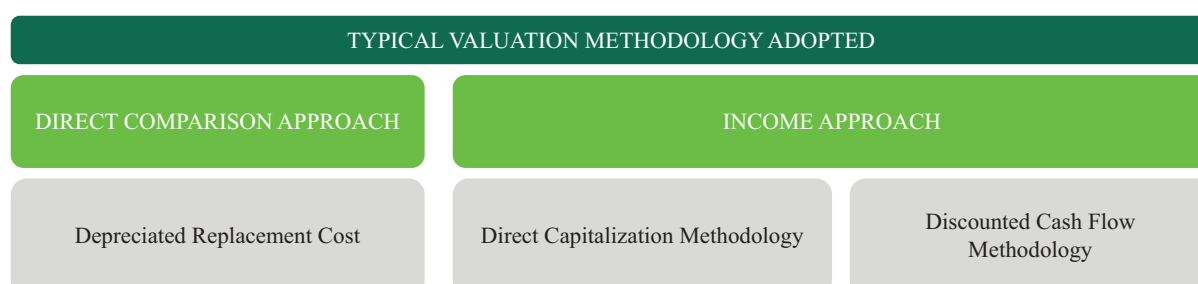 TYPICAL VALUATION METHODOLOGY ADOPTED
DIRECT COMPARISON APPROACH
INCOME APPROACH
Depreciated Replacement Cost
Direct Capitalization Methodology
Discounted Cash Flow
Methodology